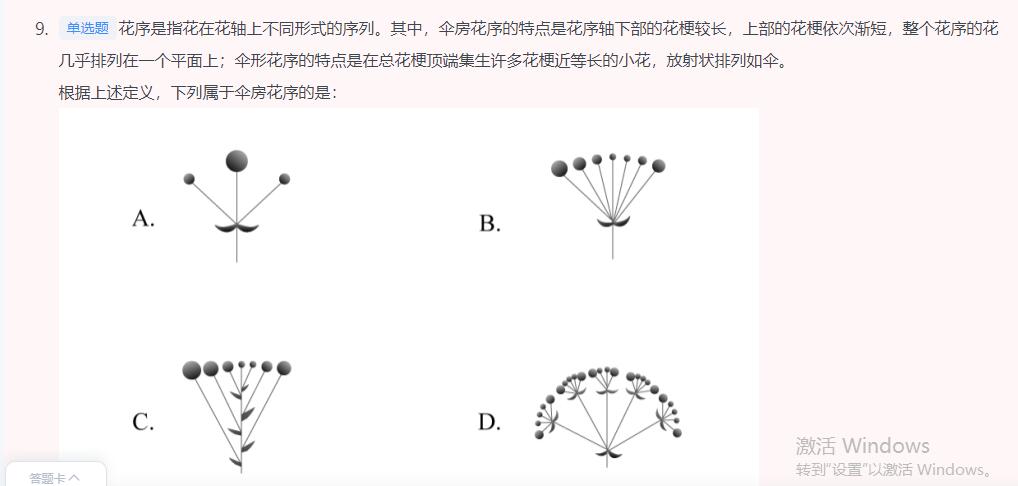 9. 单选题 花序是指花在花轴上不同形式的序列。其中，伞房花序的特点是花序轴下部的花梗较长，上部的花梗依次渐短，整个花序的花
几乎排列在一个平面上；伞形花序的特点是在总花梗顶端集生许多花梗近等长的小花，放射状排列如伞。
根据上述定义，下列属于伞房花序的是：
A.
B.
C.
D.
激活 Windows
转到“设置”以激活 Windows。
答题卡